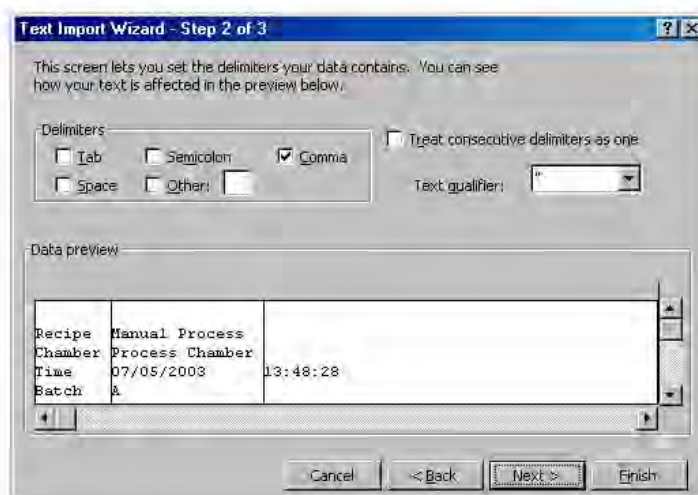 Text Import Wizard - Step 2 of 3
This screen lets you set the delimiters your data contains. You can see
how your text is affected in the preview below.
Delimiters
Tab Semicolon Comma
Space Other:
Treat consecutive delimiters as one
Text qualifier: "
Data preview
Recipe Manual Process
Chamber Process Chamber
Time 07/05/2003 13:48:28
Batch A
Cancel < Back Next > Finish